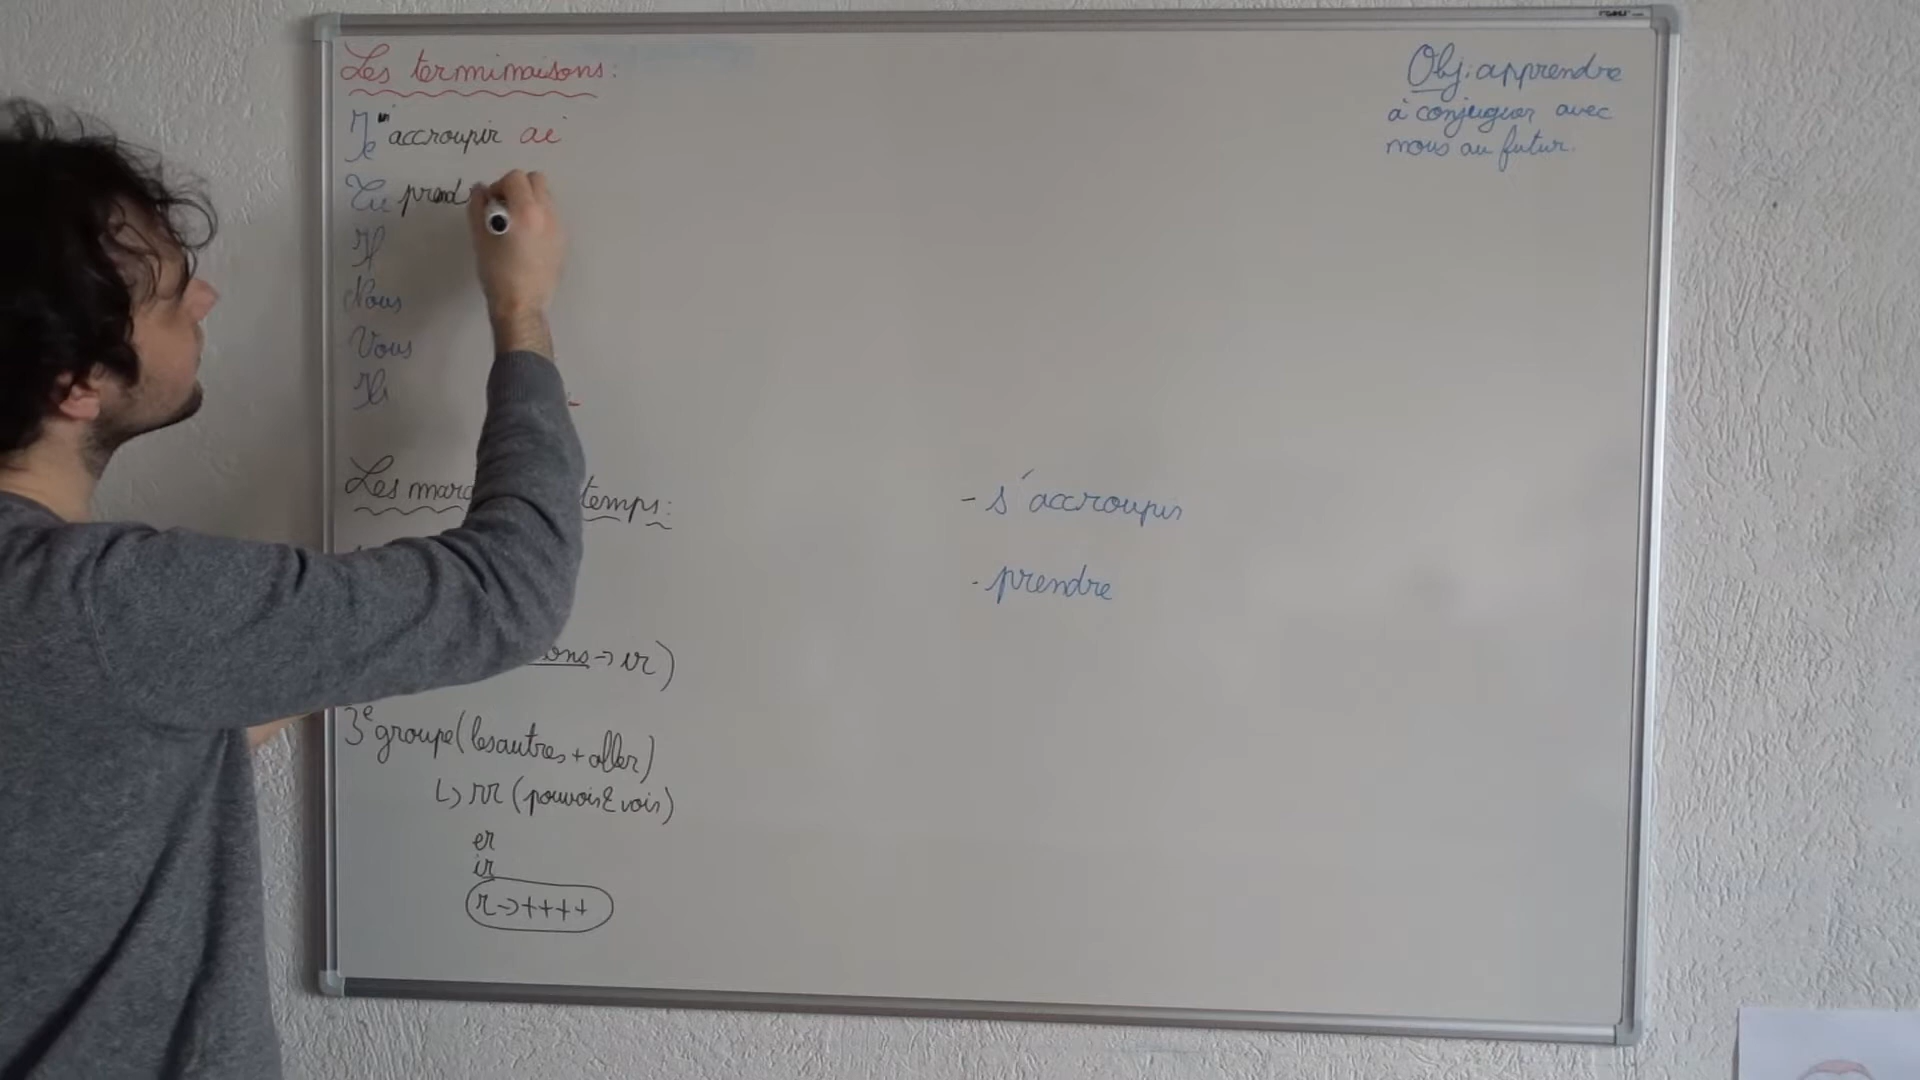 Les terminaisons:
Je m'accroupir ai
Tu prend
Il
Nous
Vous
Ils
Les temps:
ons → ir)
3e groupe (les autres + aller)
↳ rr (pouvoir & voir)
er
ir
r → ++++
Obj: apprendre
à conjuguer avec
nous au futur.
- s'accroupir
- prendre